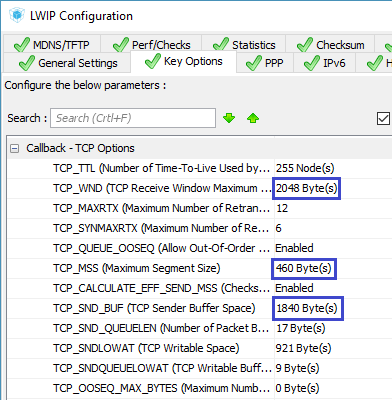 LWIP Configuration
MDNS/TFTP Perf/Checks Statistics Checksum
General Settings Key Options PPP IPv6 H
Configure the below parameters :
Search : Search (Crtl+F)
Callback - TCP Options
TCP_TTL (Number of Time-To-Live Used by... 255 Node(s)
TCP_WND (TCP Receive Window Maximum ... 2048 Byte(s)
TCP_MAXRTX (Maximum Number of Retran... 12
TCP_SYNMAXRTX (Maximum Number of Re... 6
TCP_QUEUE_OOSEQ (Allow Out-Of-Order ... Enabled
TCP_MSS (Maximum Segment Size) 460 Byte(s)
TCP_CALCULATE_EFF_SEND_MSS (Checks... Enabled
TCP_SND_BUF (TCP Sender Buffer Space) 1840 Byte(s)
TCP_SND_QUEUELEN (Number of Packet B... 17 Byte(s)
TCP_SNDLOWAT (TCP Writable Space) 921 Byte(s)
TCP_SNDQUEUELOWAT (TCP Writable Buff... 9 Byte(s)
TCP_OOSEQ_MAX_BYTES (Maximum Numb... 0 Byte(s)